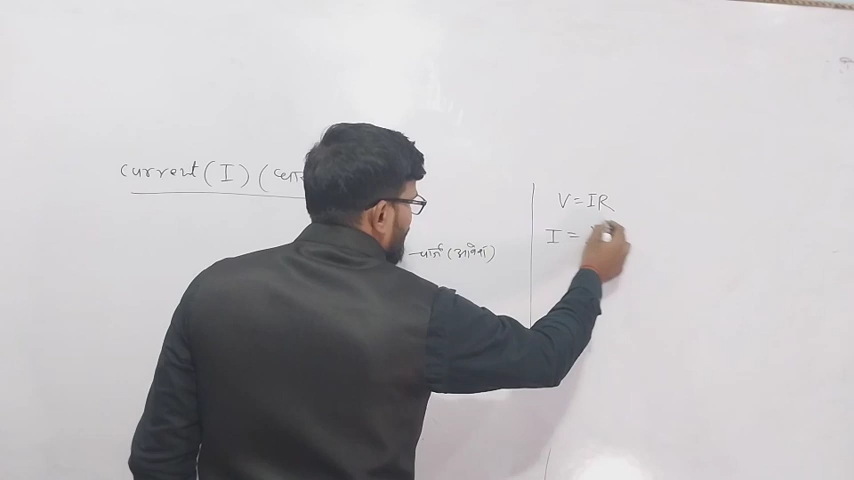 current (I) (
चार्ज (आवेश)
V = IR
I =